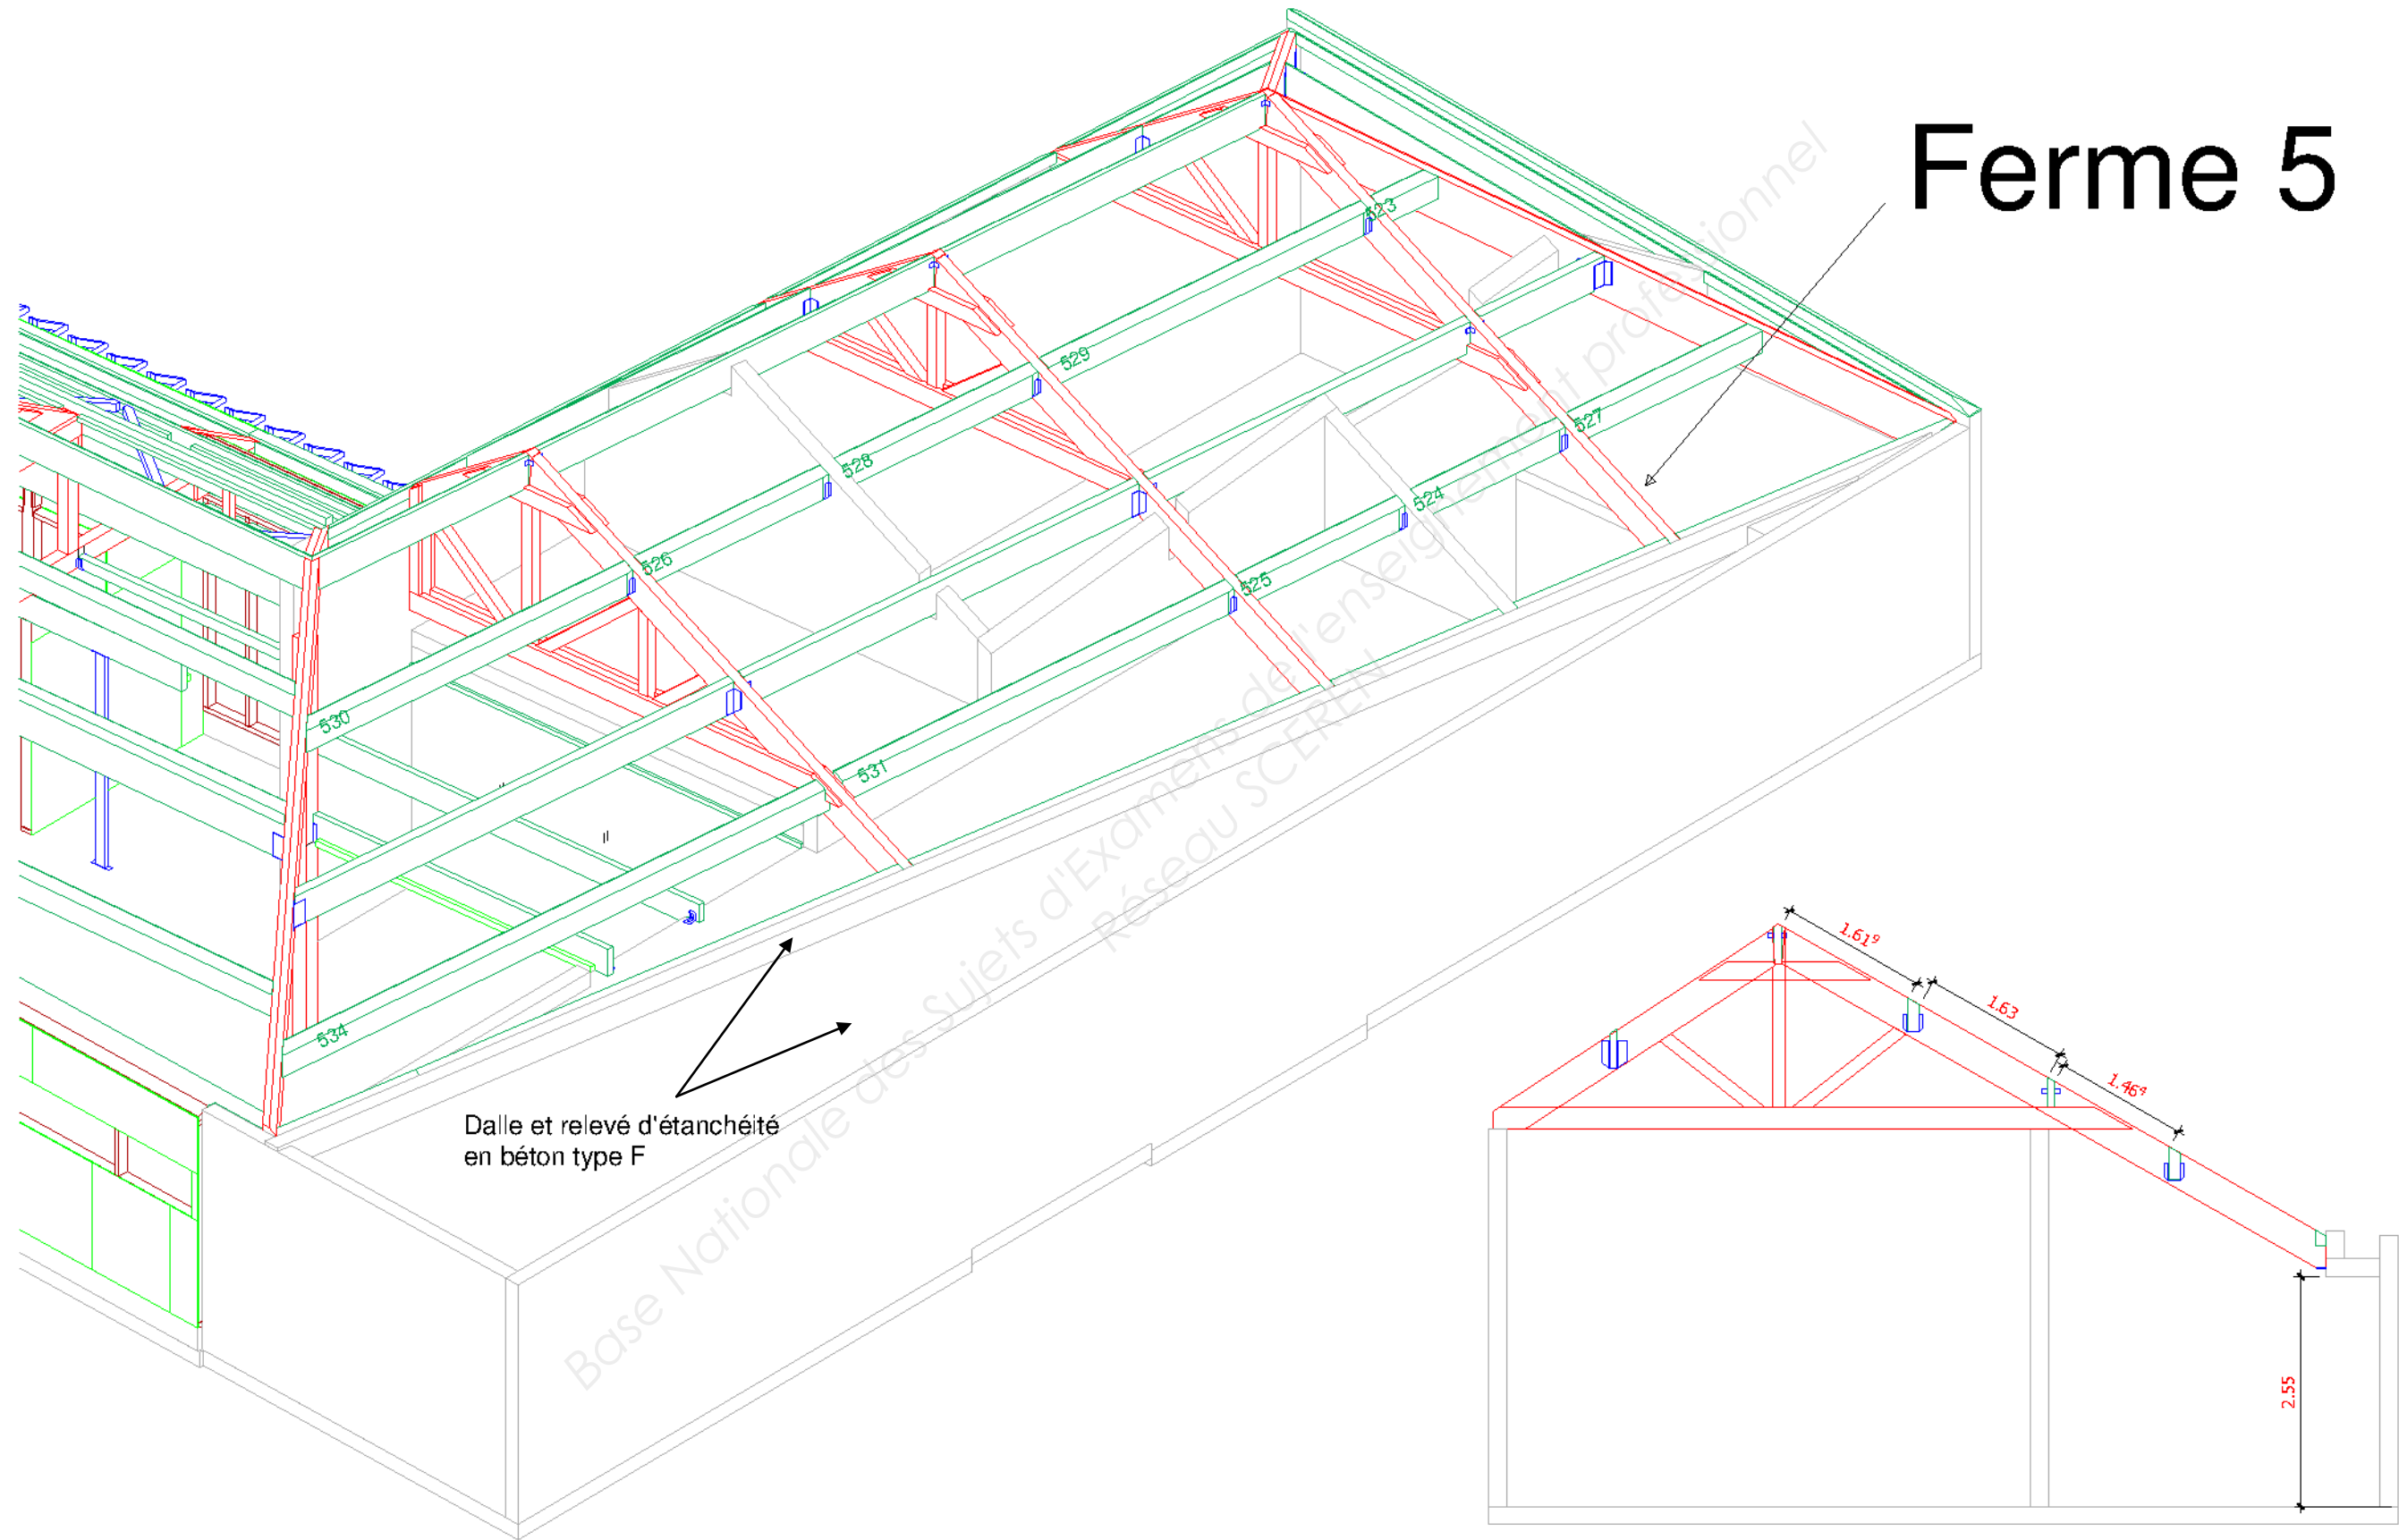 Ferme 5
523
529
527
528
524
526
525
530
531
534
Dalle et relevé d'étanchéité
en béton type F
1.61⁹
1.63
1.46⁴
2.55
Base Nationale des Sujets d'Examens de l'enseignement professionnel
Réseau SCEREN